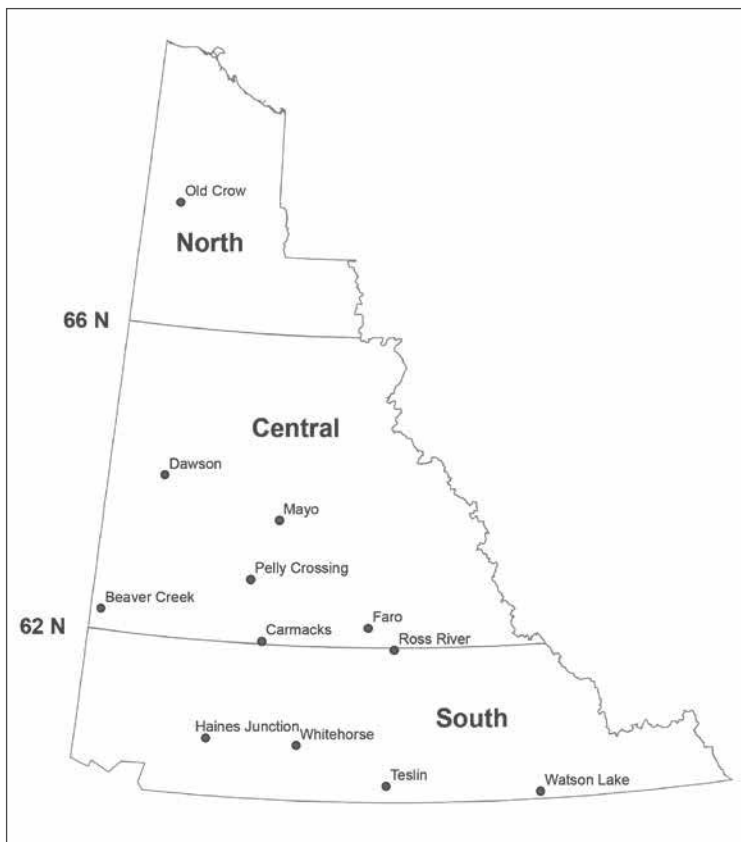 Old Crow
North
66 N
Central
Dawson
Mayo
Pelly Crossing
Beaver Creek
Faro
62 N
Carmacks
Ross River
South
Haines Junction
Whitehorse
Teslin
Watson Lake